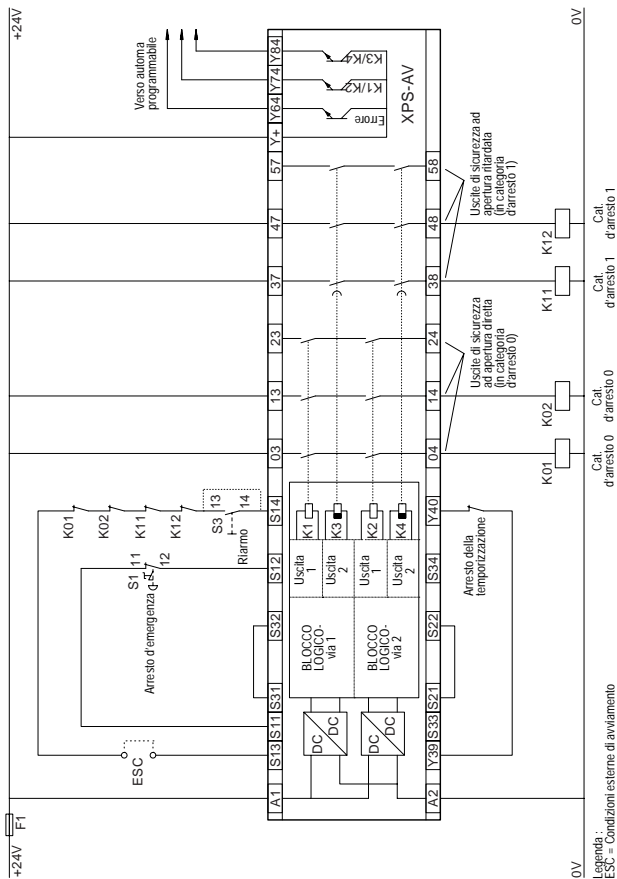 +24V
F1
+24V
A1
S13
S11
S31
S32
S12
S14
03
13
23
37
47
57
Y+
Y64
Y74
Y84
Verso automa
programmabile
ESC
S1
11
12
Arresto d'emergenza
K01
K02
K11
K12
S3
13
14
Riarmo
DC
DC
DC
DC
BLOCCO
LOGICO-
via 1
BLOCCO
LOGICO-
via 2
Uscita
1
Uscita
2
Uscita
1
Uscita
2
K1
K3
K2
K4
Errore
K1/K2
K3/K4
XPS-AV
A2
Y39
S33
S21
S22
S34
Y40
04
14
24
38
48
58
Arresto della
temporizzazione
Uscite di sicurezza
ad apertura diretta
(in categoria
d'arresto 0)
Uscite di sicurezza ad
apertura ritardata
(in categoria
d'arresto 1)
K01
K02
K11
K12
0V
0V
Cat.
d'arresto 0
Cat.
d'arresto 0
Cat.
d'arresto 1
Cat.
d'arresto 1
Legenda :
ESC = Condizioni esterne di avviamento